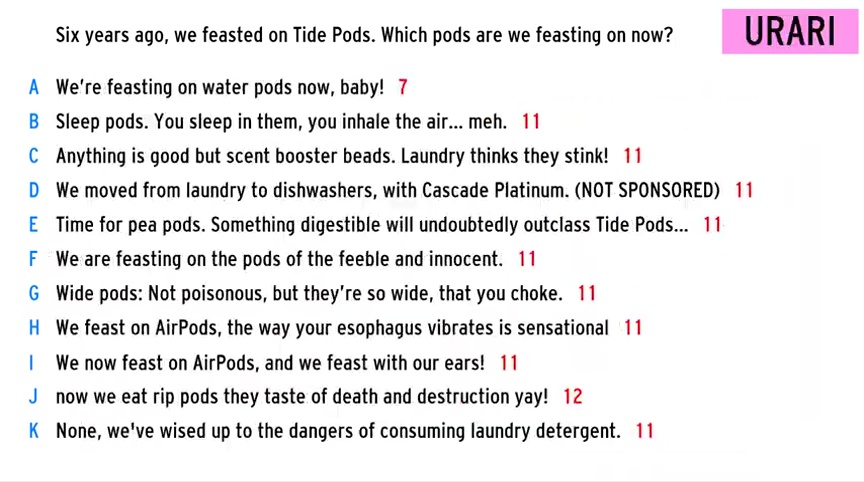 Six years ago, we feasted on Tide Pods. Which pods are we feasting on now?
URARI
A We're feasting on water pods now, baby! 7
B Sleep pods. You sleep in them, you inhale the air... meh. 11
C Anything is good but scent booster beads. Laundry thinks they stink! 11
D We moved from laundry to dishwashers, with Cascade Platinum. (NOT SPONSORED) 11
E Time for pea pods. Something digestible will undoubtedly outclass Tide Pods... 11
F We are feasting on the pods of the feeble and innocent. 11
G Wide pods: Not poisonous, but they're so wide, that you choke. 11
H We feast on AirPods, the way your esophagus vibrates is sensational 11
I We now feast on AirPods, and we feast with our ears! 11
J now we eat rip pods they taste of death and destruction yay! 12
K None, we've wised up to the dangers of consuming laundry detergent. 11